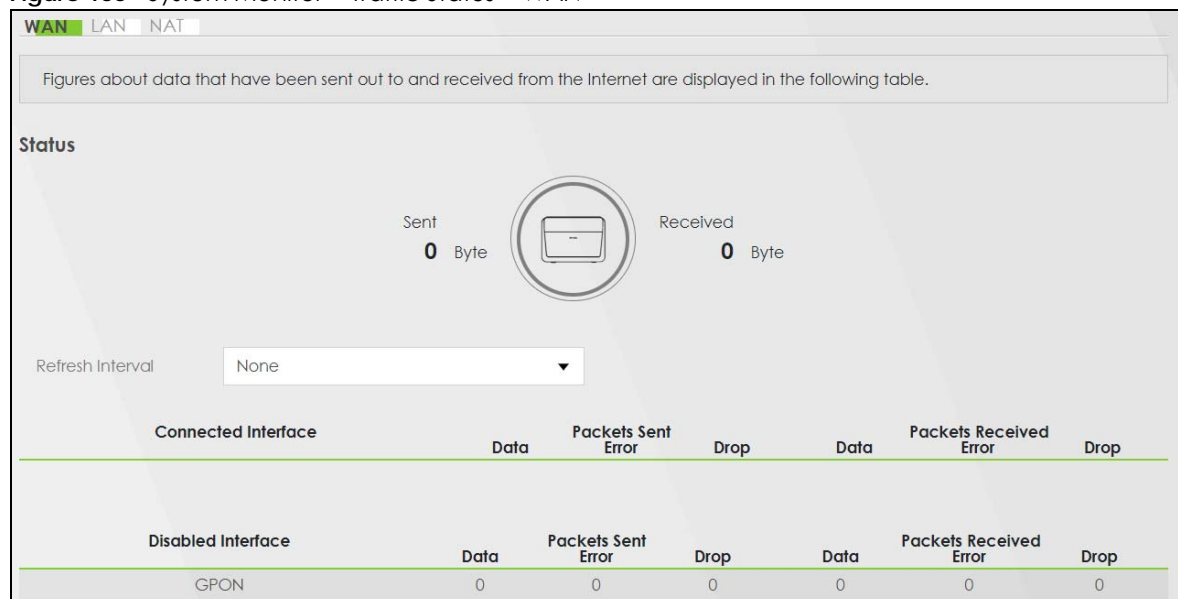 WAN LAN NAT
Figures about data that have been sent out to and received from the Internet are displayed in the following table.
Status
Sent Received
0 Byte 0 Byte
Refresh Interval None
Connected Interface Packets Sent Packets Received
Data Error Drop Data Error Drop
Disabled Interface Packets Sent Packets Received
Data Error Drop Data Error Drop
GPON 0 0 0 0 0 0